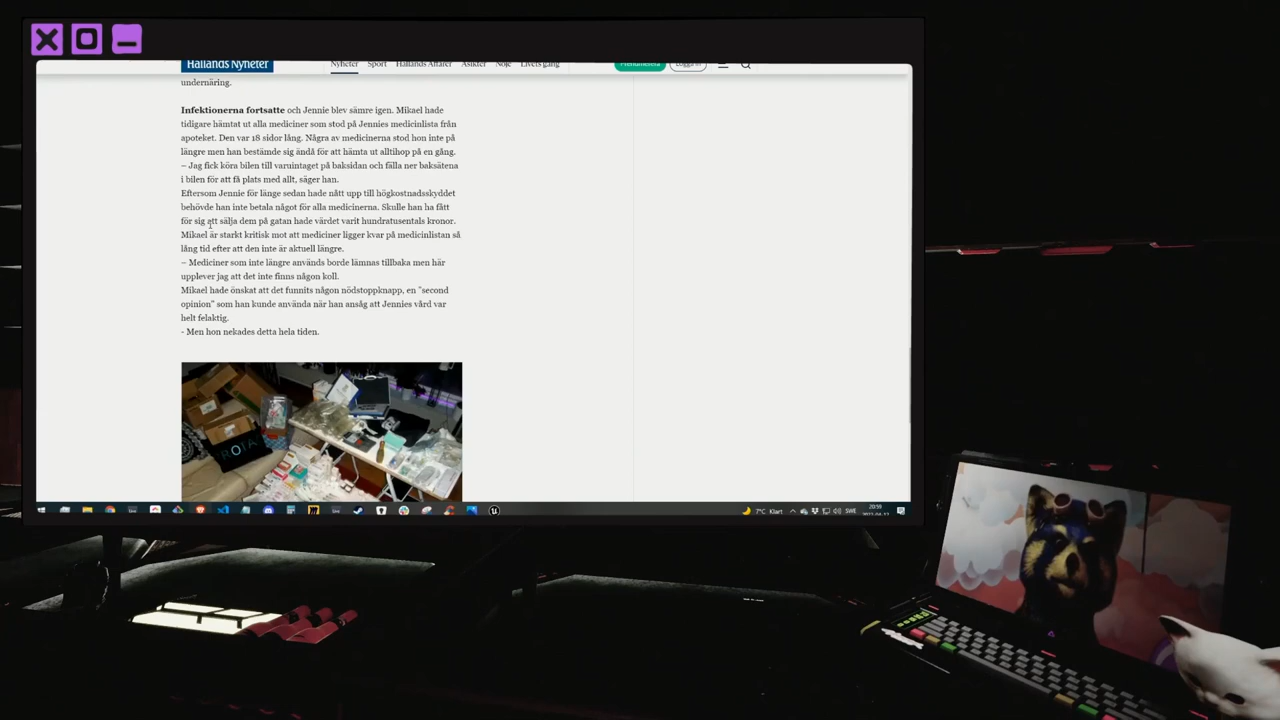 Hallands Nyheter
Nyheter Sport Hallands Affärer Åsikter Nöje Livets gång
Prenumerera Logga in
undernäring.
Infektionerna fortsatte och Jennie blev sämre igen. Mikael hade
tidigare hämtat ut alla mediciner som stod på Jennies medicinlista från
apoteket. Den var 18 sidor lång. Några av medicinerna stod hon inte på
längre men han bestämde sig ändå för att hämta ut alltihop på en gång.
– Jag fick köra bilen till varuintaget på baksidan och fälla ner baksätena
i bilen för att få plats med allt, säger han.
Eftersom Jennie för länge sedan hade nått upp till högkostnadsskyddet
behövde han inte betala något för alla medicinerna. Skulle han ha fått
för sig att sälja dem på gatan hade värdet varit hundratusentals kronor.
Mikael är starkt kritisk mot att mediciner ligger kvar på medicinlistan så
lång tid efter att den inte är aktuell längre.
– Mediciner som inte längre används borde lämnas tillbaka men här
upplever jag att det inte finns någon koll.
Mikael hade önskat att det funnits någon nödstoppknapp, en "second
opinion" som han kunde använda när han ansåg att Jennies vård var
helt felaktig.
- Men hon nekades detta hela tiden.
7°C Klart
SWE
20:59